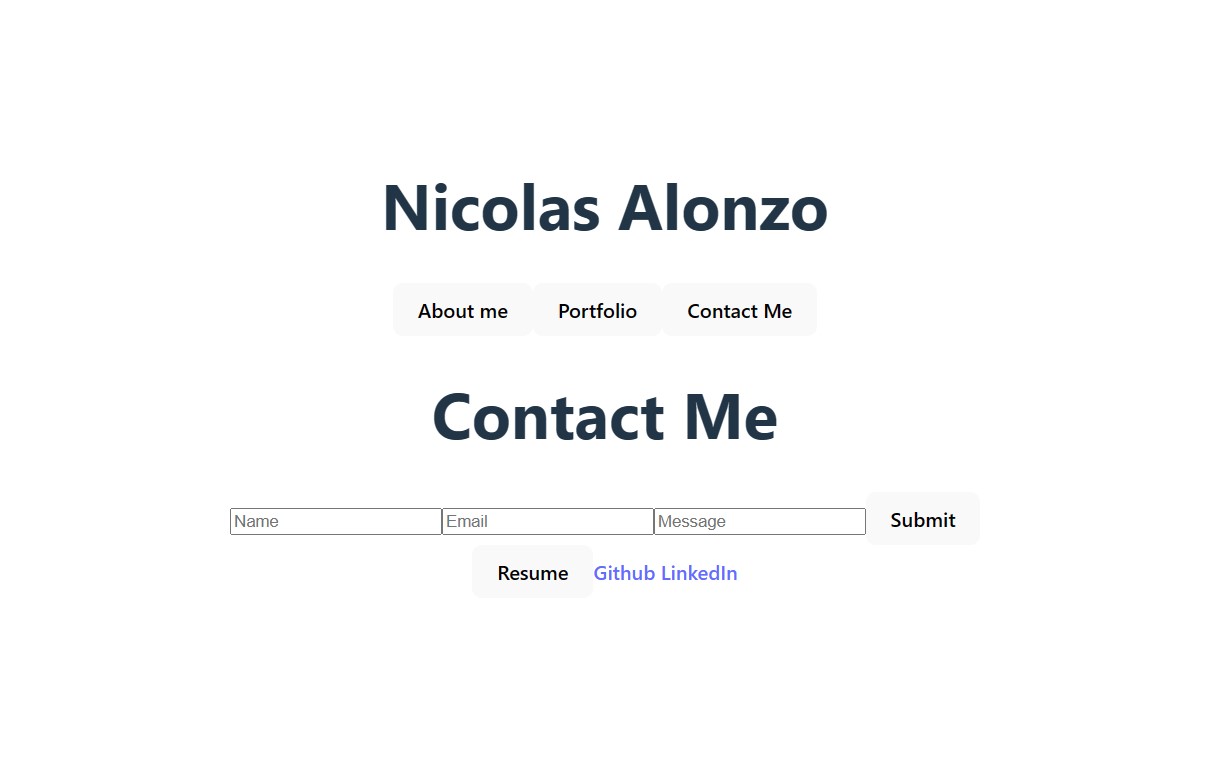 Nicolas Alonzo
About me Portfolio Contact Me
Contact Me
Name Email Message Submit
Resume Github LinkedIn